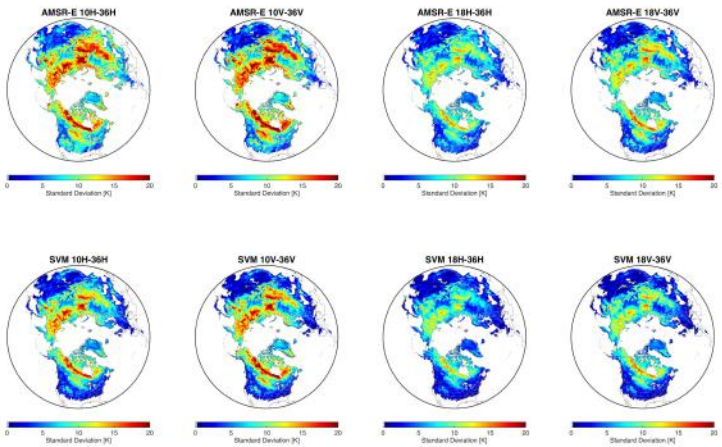 AMSR-E 10H-36H AMSR-E 10V-36V AMSR-E 18H-36H AMSR-E 18V-36V
0 5 10 15 20 0 5 10 15 20 0 5 10 15 20 0 5 10 15 20
Standard Deviation [K] Standard Deviation [K] Standard Deviation [K] Standard Deviation [K]
SVM 10H-36H SVM 10V-36V SVM 18H-36H SVM 18V-36V
0 5 10 15 20 0 5 10 15 20 0 5 10 15 20 0 5 10 15 20
Standard Deviation [K] Standard Deviation [K] Standard Deviation [K] Standard Deviation [K]